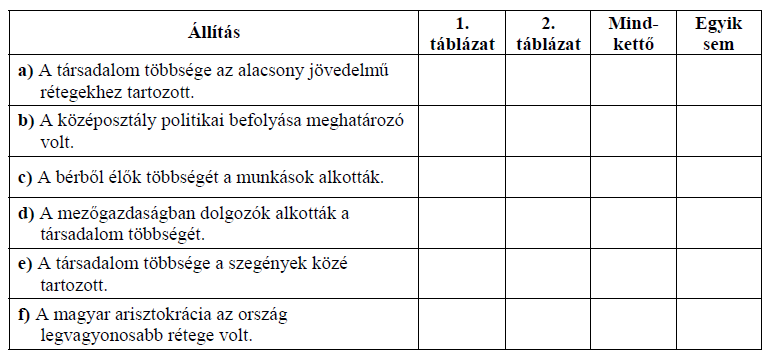 Állítás
1. táblázat
2. táblázat
Mind-kettő
Egyik sem
a) A társadalom többsége az alacsony jövedelmű
rétegekhez tartozott.
b) A középosztály politikai befolyása meghatározó
volt.
c) A bérből élők többségét a munkások alkották.
d) A mezőgazdaságban dolgozók alkották a
társadalom többségét.
e) A társadalom többsége a szegények közé
tartozott.
f) A magyar arisztokrácia az ország
legvagyonosabb rétege volt.